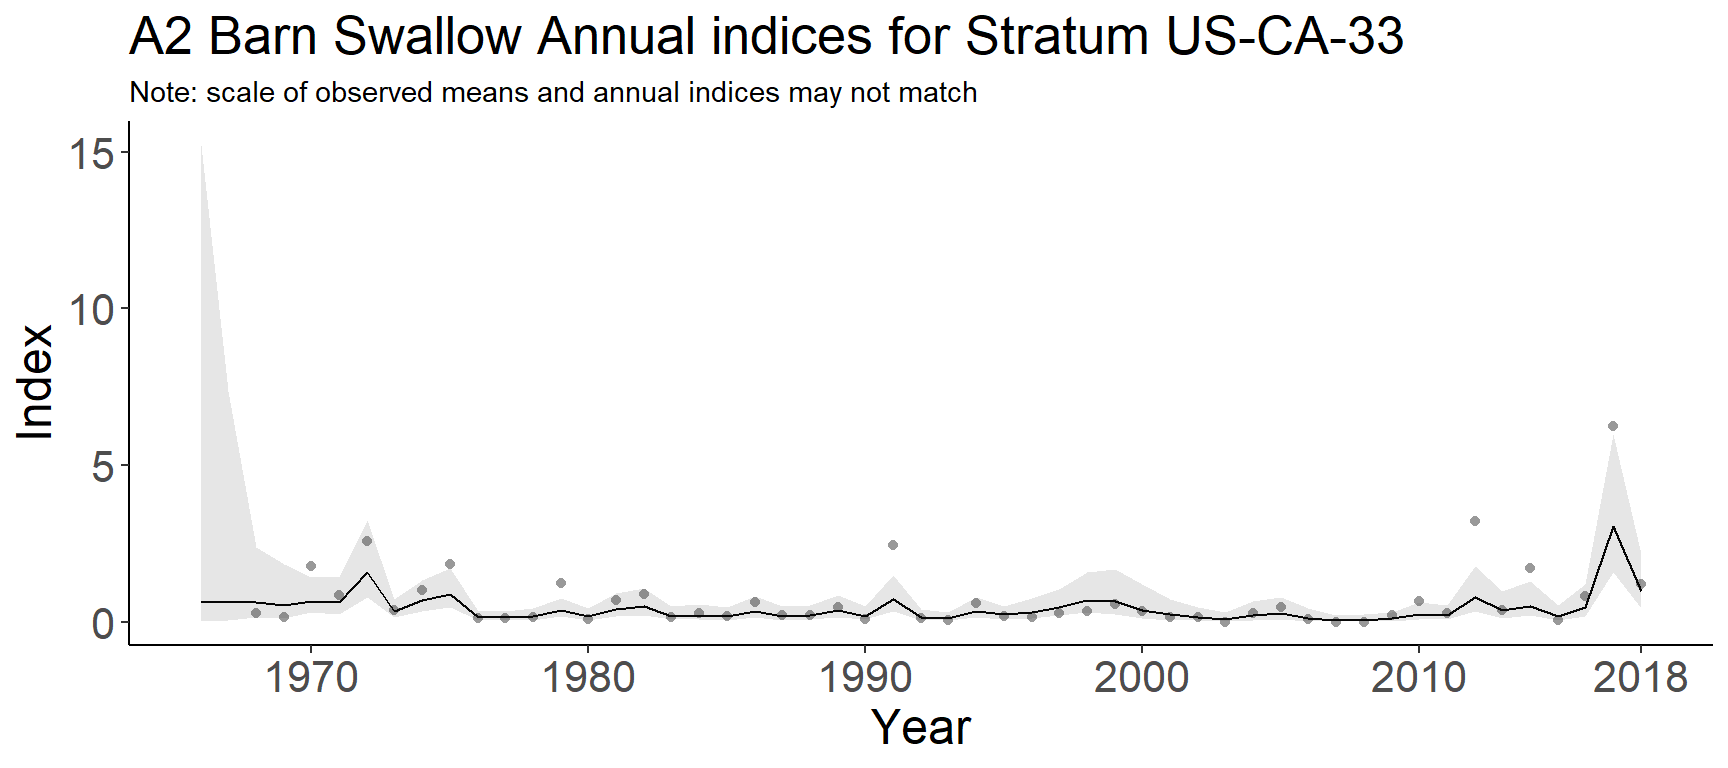 A2 Barn Swallow Annual indices for Stratum US-CA-33
Note: scale of observed means and annual indices may not match
15
10
5
0
Index
1970 1980 1990 2000 2010 2018
Year